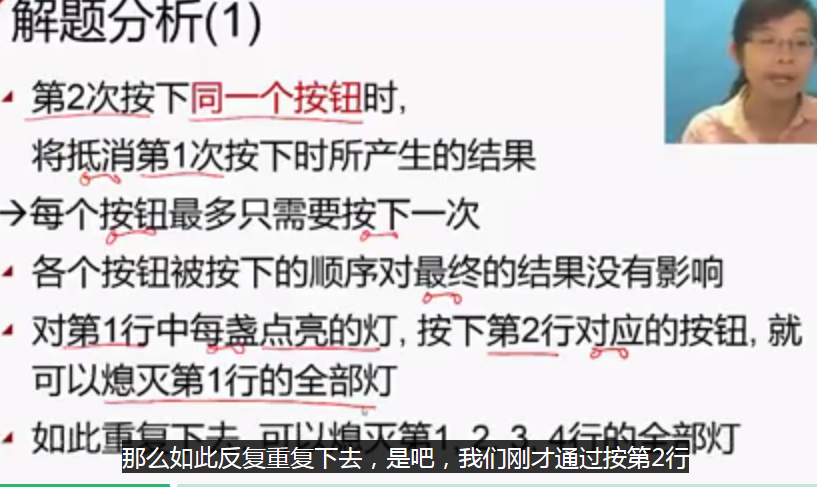 解题分析(1)
第2次按下同一个按钮时,
将抵消第1次按下时所产生的结果
→每个按钮最多只需要按下一次
各个按钮被按下的顺序对最终的结果没有影响
对第1行中每盏点亮的灯, 按下第2行对应的按钮, 就
可以熄灭第1行的全部灯
如此重复下去, 可以熄灭第1, 2, 3, 4行的全部灯
那么如此反复重复下去，是吧，我们刚才通过按第2行